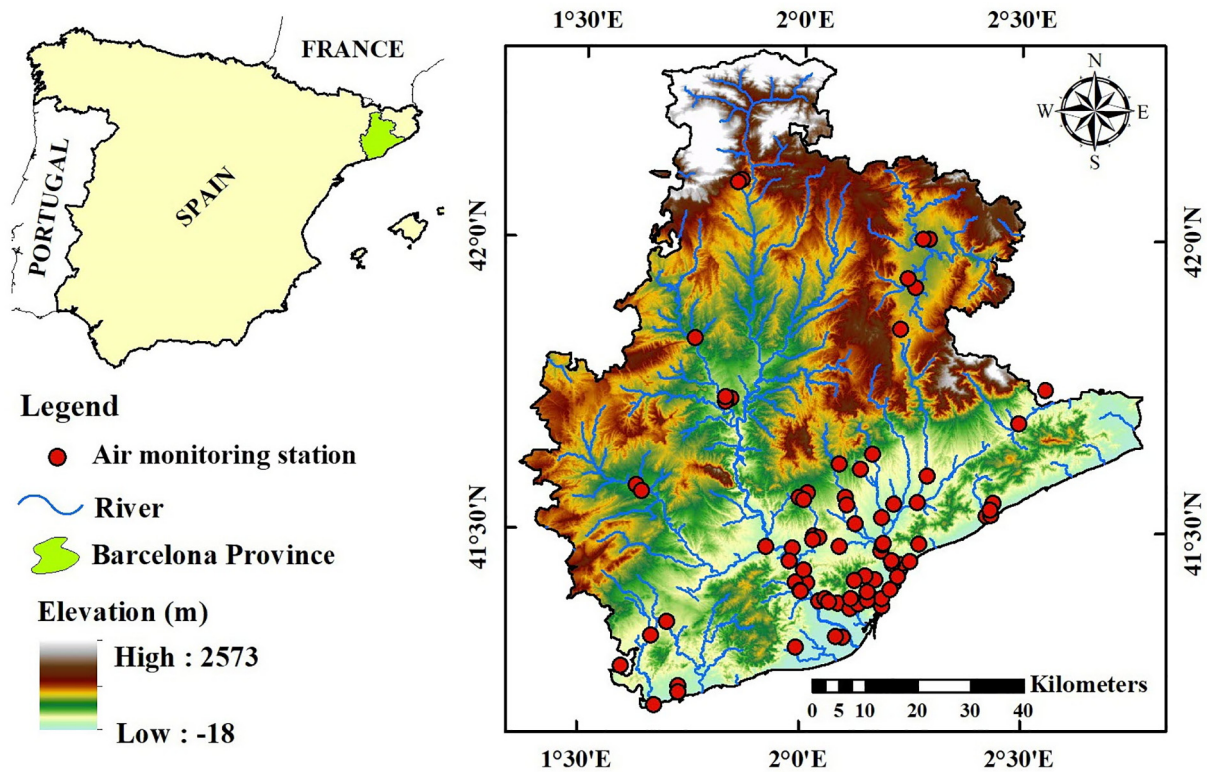 FRANCE
PORTUGAL
SPAIN
Legend
Air monitoring station
River
Barcelona Province
Elevation (m)
High : 2573
Low : -18
1°30'E 2°0'E 2°30'E
N
W E
S
42°0'N 42°0'N
41°30'N 41°30'N
Kilometers
0 5 10 20 30 40
1°30'E 2°0'E 2°30'E